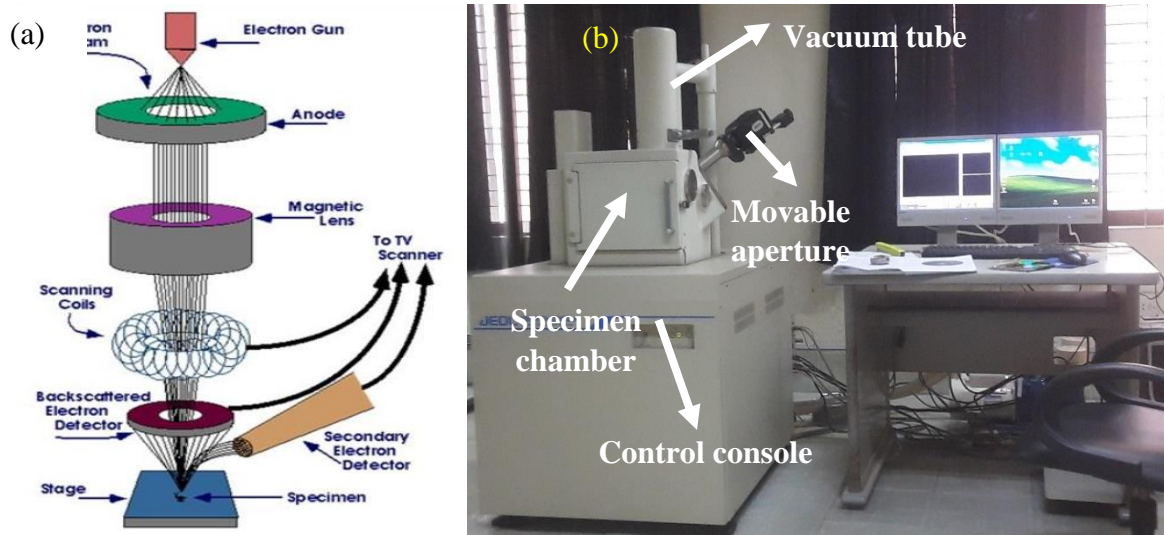 (a)
Electron Gun
Anode
Magnetic
Lens
To TV
Scanner
Scanning
Coils
Backscattered
Electron
Detector
Secondary
Electron
Detector
Stage
Specimen
(b)
Vacuum tube
Movable
aperture
Specimen
chamber
Control console